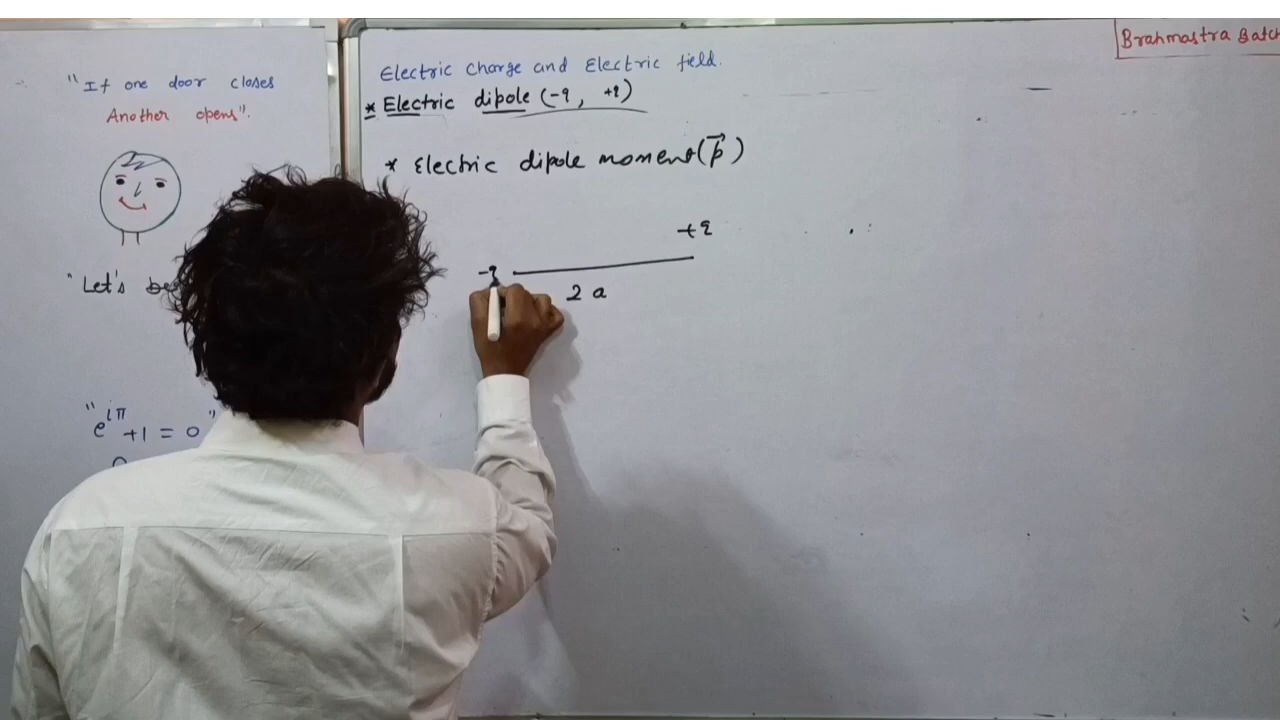 "If one door closes
Another opens".
"Let's
"e^iπ +1 = 0"
Electric charge and Electric field.
* Electric dipole (-q, +q)
* Electric dipole moment (p⃗)
+q
-q
2a
Brahmastra Batch